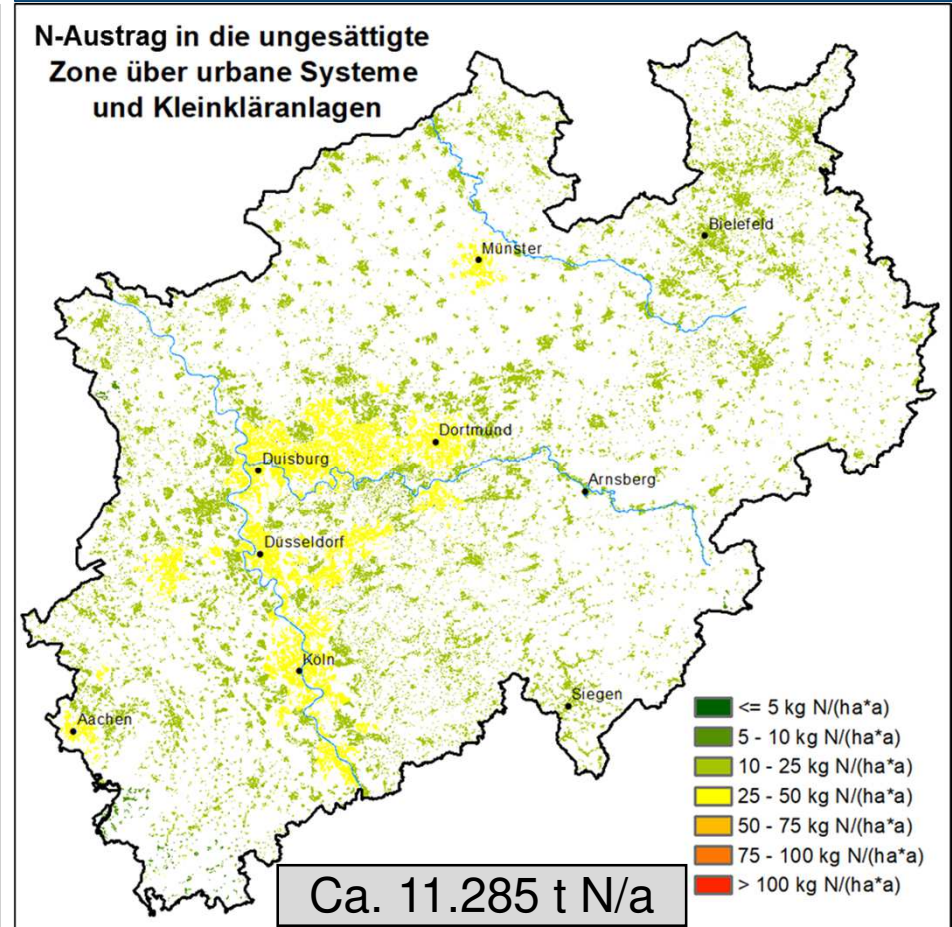 N-Austrag in die ungesättigte
Zone über urbane Systeme
und Kleinkläranlagen
Bielefeld
Münster
Dortmund
Duisburg
Arnsberg
Düsseldorf
Köln
Siegen
Aachen
<= 5 kg N/(ha*a)
5 - 10 kg N/(ha*a)
10 - 25 kg N/(ha*a)
25 - 50 kg N/(ha*a)
50 - 75 kg N/(ha*a)
75 - 100 kg N/(ha*a)
> 100 kg N/(ha*a)
Ca. 11.285 t N/a